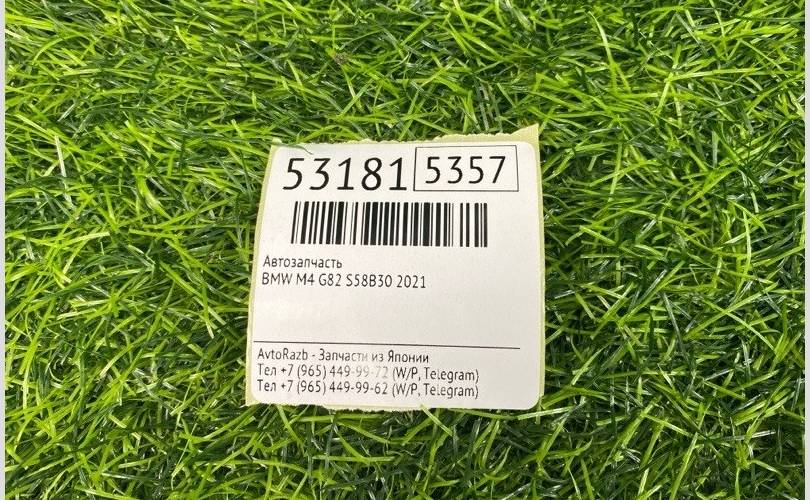 53181 5357
Автозапчасть
BMW M4 G82 S58B30 2021
AvtoRazb - Запчасти из Японии
Тел +7 (965) 449-99-72 (W/P, Telegram)
Тел +7 (965) 449-99-62 (W/P, Telegram)